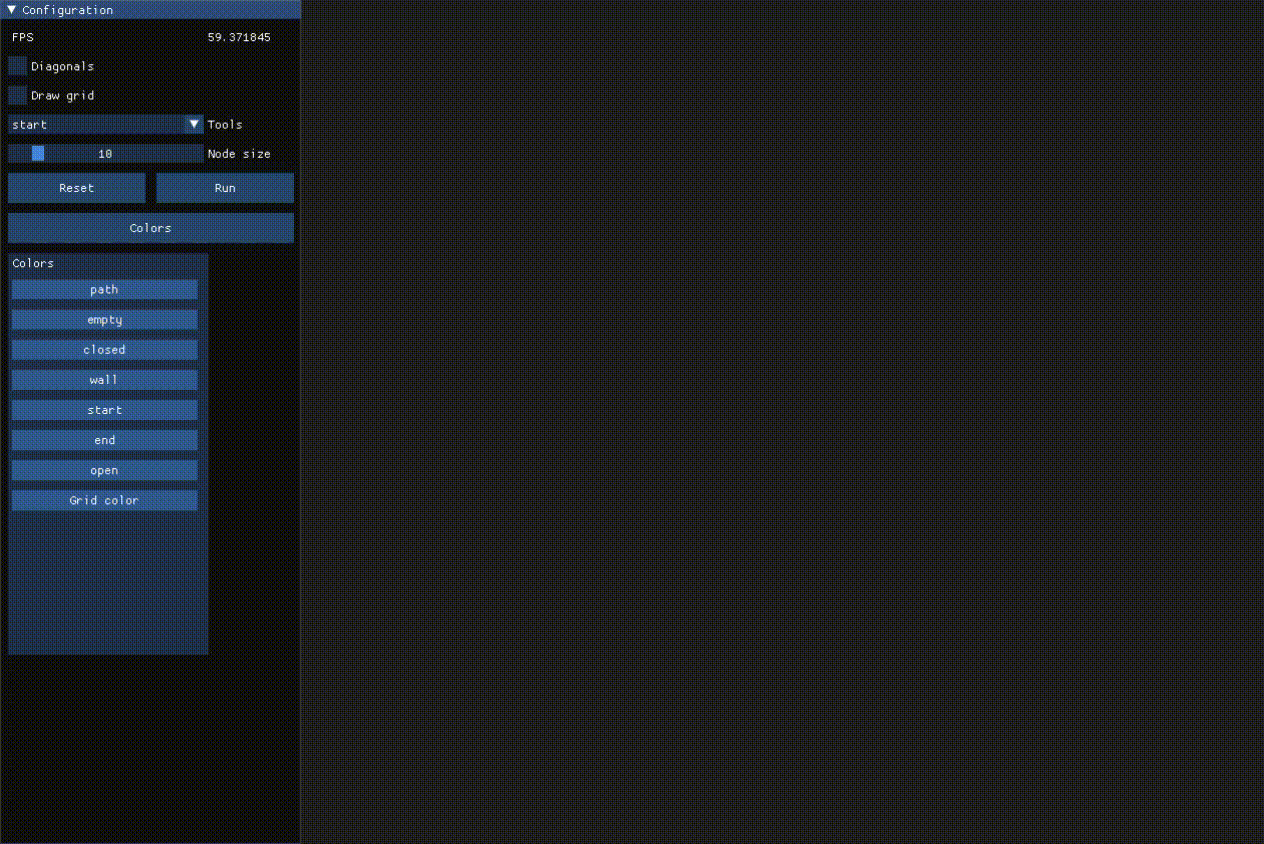 Configuration
FPS 59.371845
Diagonals
Draw grid
start Tools
10 Node size
Reset Run
Colors
Colors
path
empty
closed
wall
start
end
open
Grid color